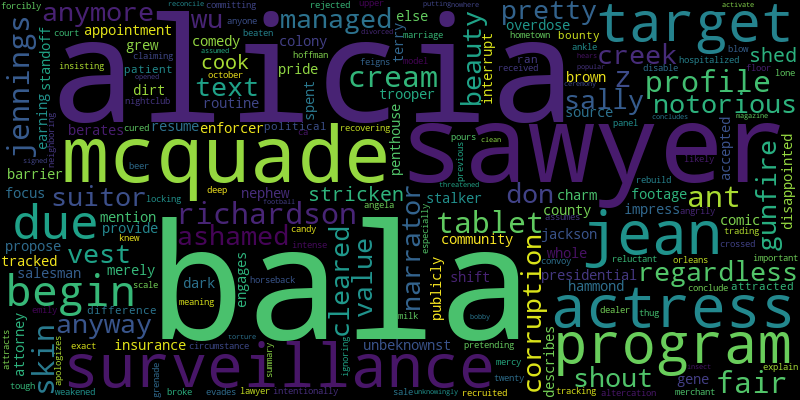 alicia
sawyer
bala
mcquade
jean
actress
program
target
surveillance
due
begin
tablet
richardson
suitor
cream
managed
profile
notorious
regardless
corruption
narrator
value
cleared
ashamed
anyway
anymore
wu
jennings
text
cook
skin
vest
beauty
pretty
sally
z
creek
shed
ant
gunfire
fair
shout
don
pride
dirt
comedy
appointment
grew
colony
terry
else
trooper
penthouse
interrupt
overdose
bounty
brown
ankle
source
routine
spent
enforcer
political
resume
berates
barrier
patient
earning
standoff
insisting
forcibly
court
beaten
claiming
nightclub
october
assumed
opened
hoffman
feigns
divorced
marriage
rejected
upper
model
reconcile
committing
anyone
putting
nowhere
hometown
activate
ran
received
ceremony
popular
disable
hospitalized
blow
floor
lone
panel
concludes
magazine
accepted
disappointed
likely
rebuild
footage
impress
angrily
comic
trading
crossed
important
orleans
reluctant
conclude
attracted
dealer
thug
explain
merchant
gene
altercation
tracking
describes
convoy
presidential
hammond
whole
jackson
county
charm
stalker
community
publicly
shift
especially
threatened
previous
pours
clean
recovering
beer
cured
deep
nephew
locking
stricken
angela
candy
football
intense
knew
mention
provide
focus
propose
tracked
salesman
merely
difference
dark
engages
horseback
scale
meaning
emily
exact
insurance
circumstance
attorney
apologizes
attracts
tough
weakened
grenade
broke
evades
lawyer
summary
intentionally
torture
ignoring
unbeknownst
milk
pretending
bobby
mercy
twenty
recruited
sale
unknowingly
signed
neighboring